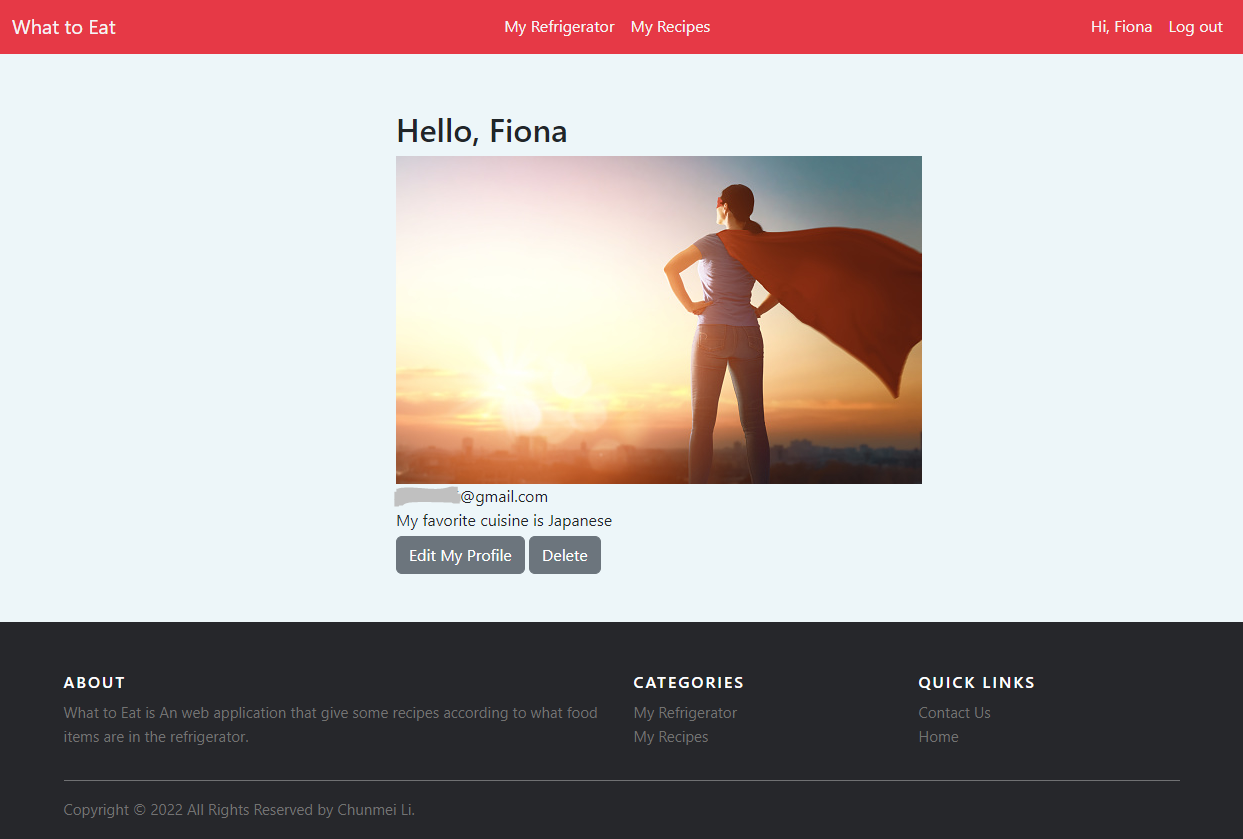 What to Eat
My Refrigerator My Recipes
Hi, Fiona Log out
Hello, Fiona
@gmail.com
My favorite cuisine is Japanese
Edit My Profile Delete
ABOUT
What to Eat is An web application that give some recipes according to what food
items are in the refrigerator.
CATEGORIES
My Refrigerator
My Recipes
QUICK LINKS
Contact Us
Home
Copyright © 2022 All Rights Reserved by Chunmei Li.